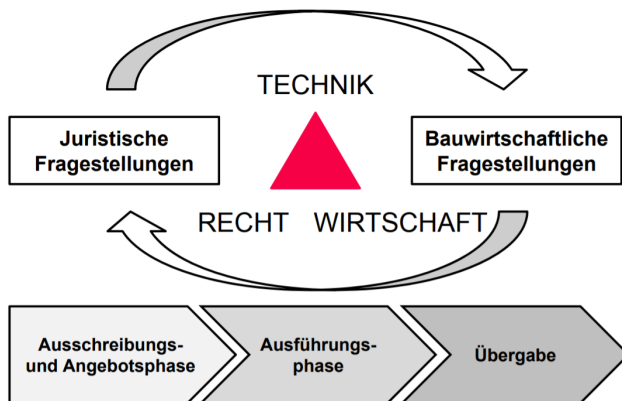 TECHNIK
Juristische
Fragestellungen
Bauwirtschaftliche
Fragestellungen
RECHT
WIRTSCHAFT
Ausschreibungs-
und Angebotsphase
Ausführungs-
phase
Übergabe